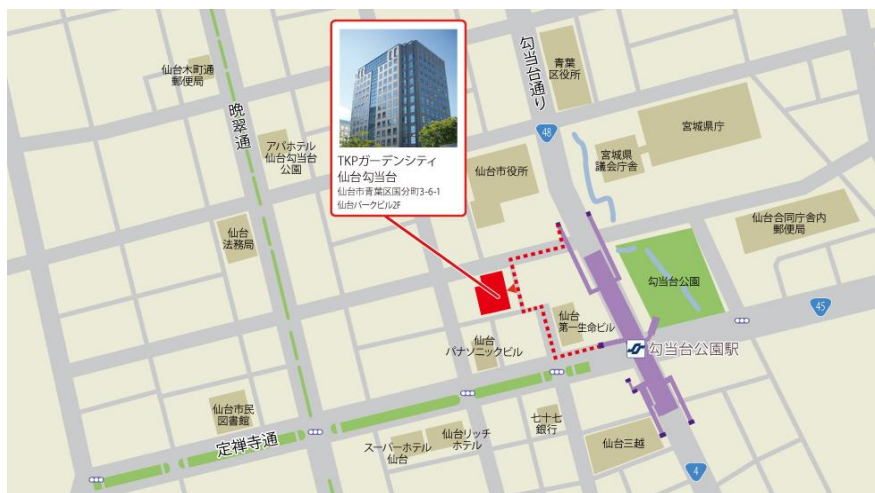 仙台木町通
郵便局
晩翠通
アパホテル
仙台勾当台
公園
仙台
法務局
TKPガーデンシティ
仙台勾当台
仙台市青葉区国分町3-6-1
仙台パークビル2F
勾当台通り
青葉
区役所
48
宮城県庁
宮城県
議会庁舎
仙台市役所
仙台合同庁舎内
郵便局
勾当台公園
45
仙台
第一生命ビル
仙台
パナソニックビル
勾当台公園駅
仙台市民
図書館
定禅寺通
スーパーホテル
仙台
仙台リッチ
ホテル
七十七
銀行
仙台三越
4